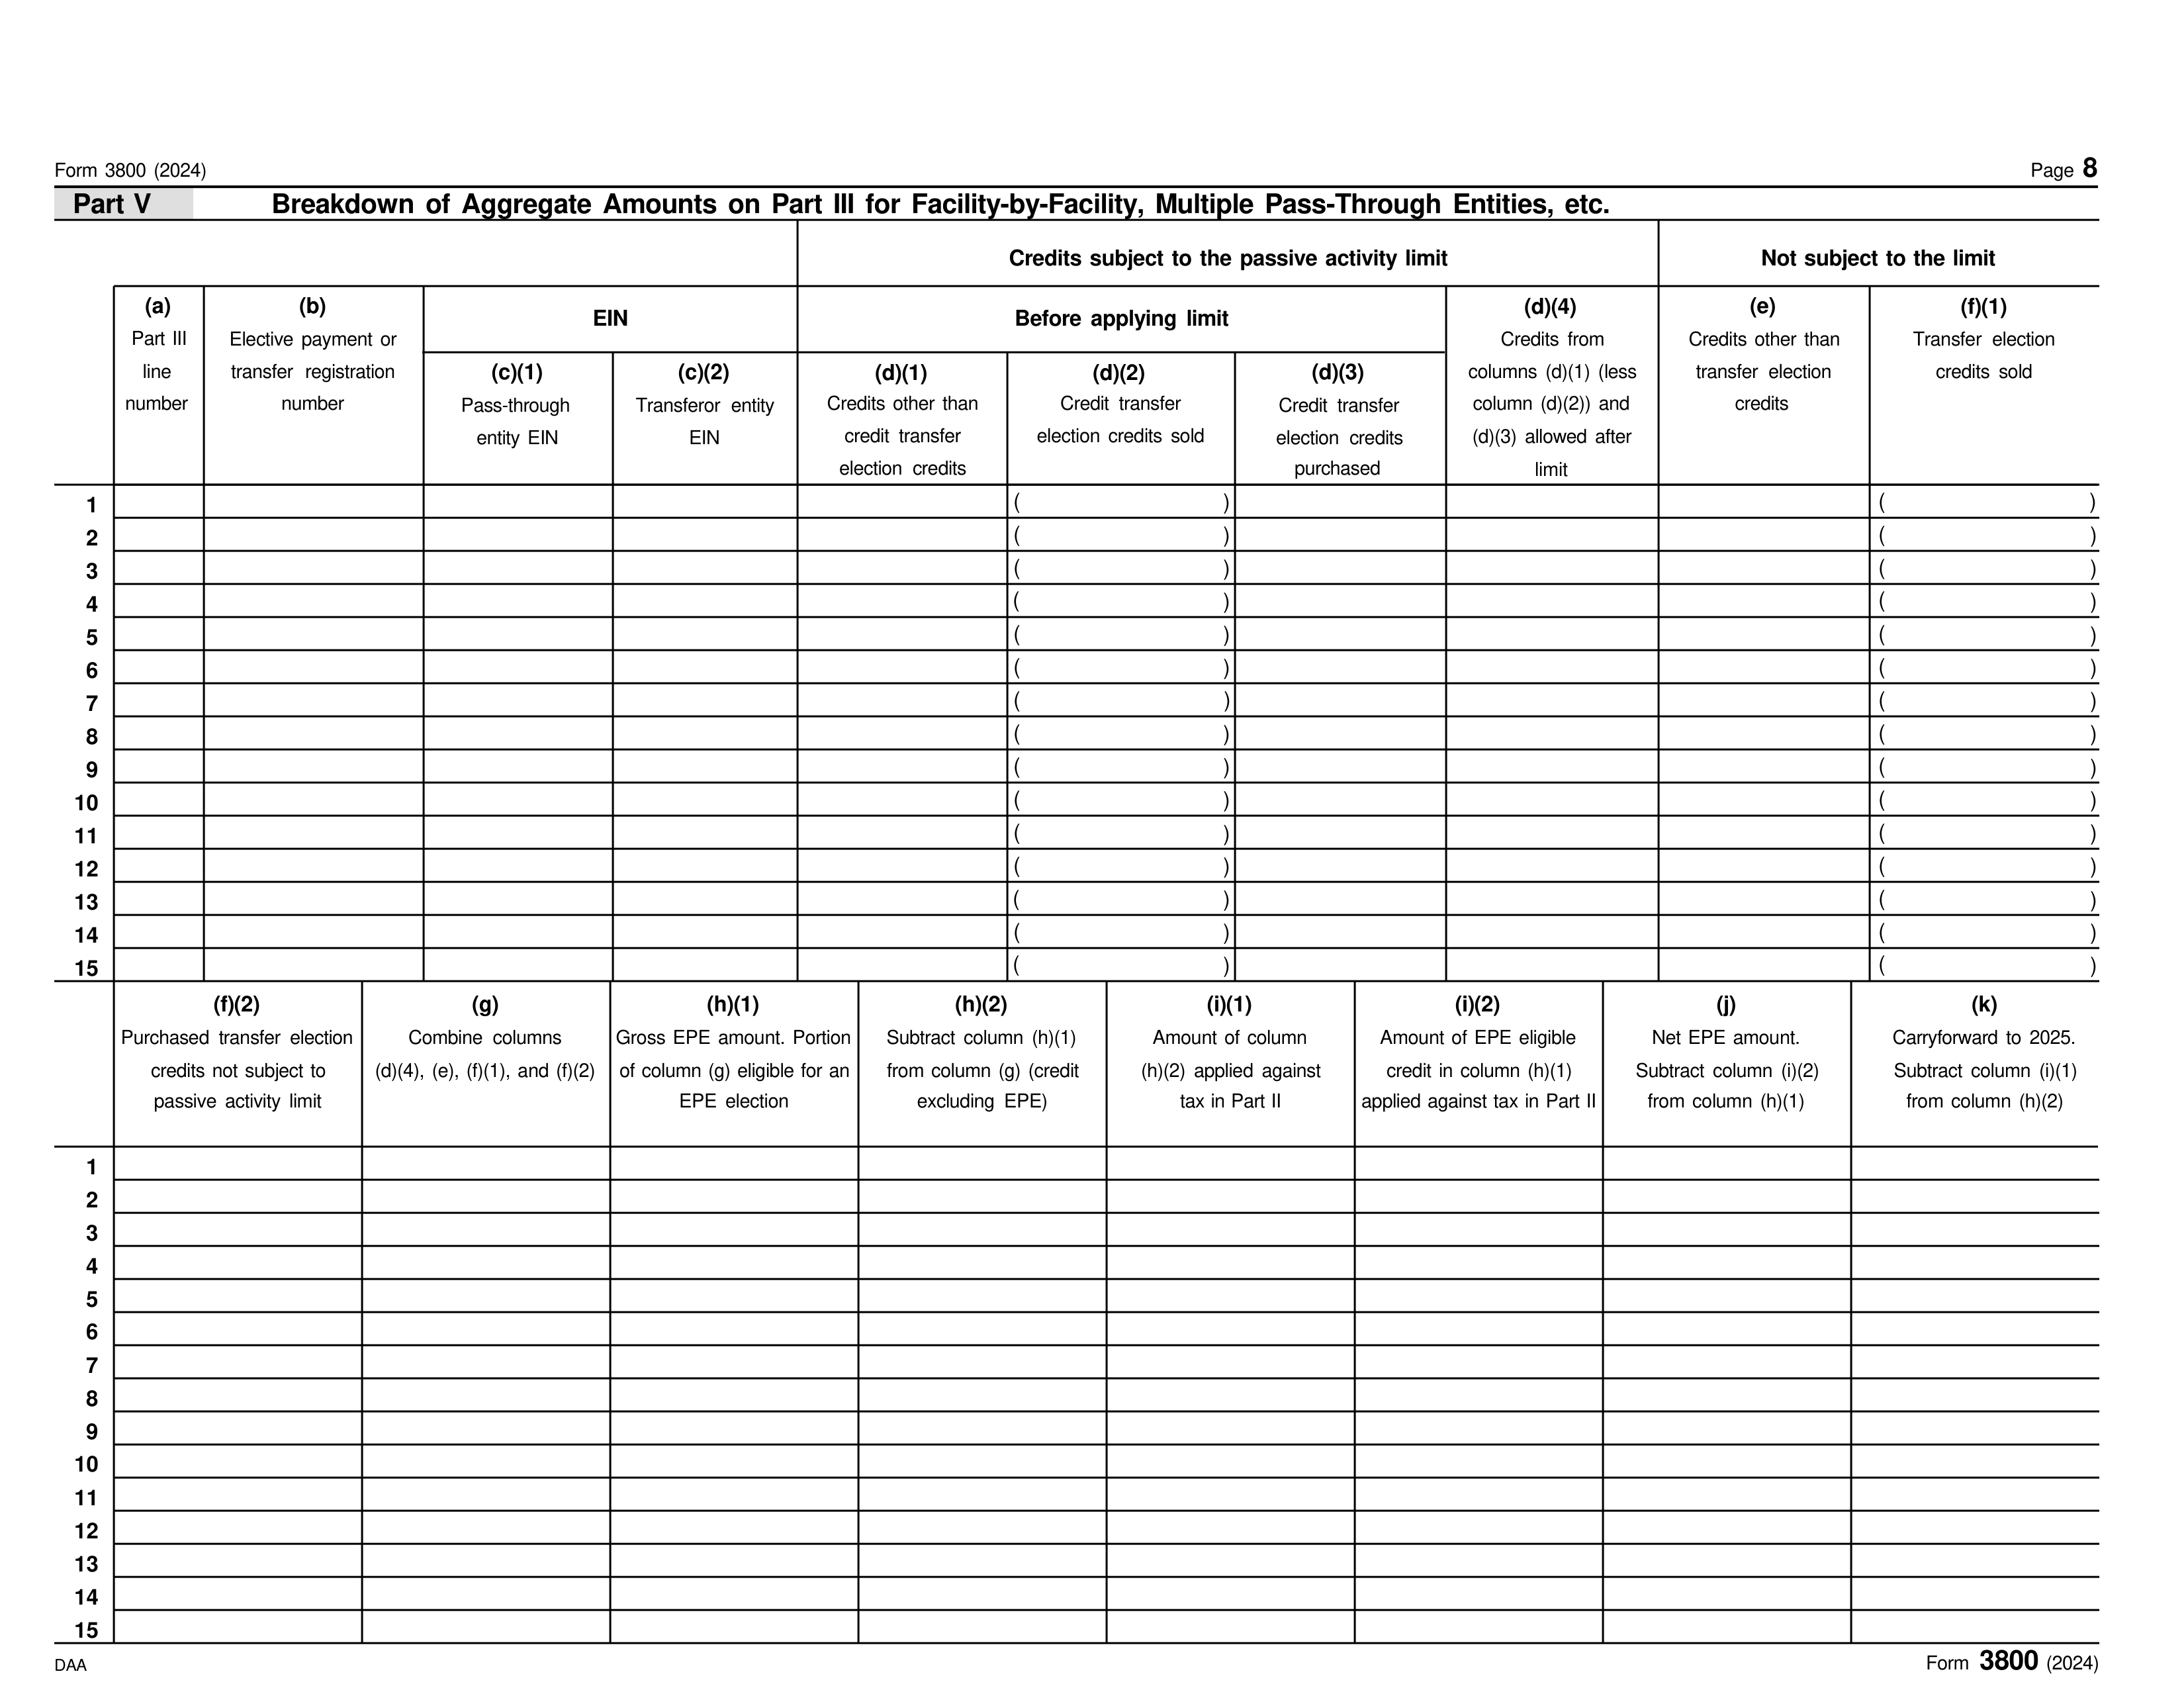 Form 3800 (2024) Page 8
Part V Breakdown of Aggregate Amounts on Part III for Facility-by-Facility, Multiple Pass-Through Entities, etc.
Credits subject to the passive activity limit Not subject to the limit
(a)
Part III
line
number
(b)
Elective payment or
transfer registration
number
EIN
(c)(1)
Pass-through
entity EIN
(c)(2)
Transferor entity
EIN
Before applying limit
(d)(1)
Credits other than
credit transfer
election credits
(d)(2)
Credit transfer
election credits sold
(d)(3)
Credit transfer
election credits
purchased
(d)(4)
Credits from
columns (d)(1) (less
column (d)(2)) and
(d)(3) allowed after
limit
(e)
Credits other than
transfer election
credits
(f)(1)
Transfer election
credits sold
1 ( ) ( )
2 ( ) ( )
3 ( ) ( )
4 ( ) ( )
5 ( ) ( )
6 ( ) ( )
7 ( ) ( )
8 ( ) ( )
9 ( ) ( )
10 ( ) ( )
11 ( ) ( )
12 ( ) ( )
13 ( ) ( )
14 ( ) ( )
15 ( ) ( )
(f)(2)
Purchased transfer election
credits not subject to
passive activity limit
(g)
Combine columns
(d)(4), (e), (f)(1), and (f)(2)
(h)(1)
Gross EPE amount. Portion
of column (g) eligible for an
EPE election
(h)(2)
Subtract column (h)(1)
from column (g) (credit
excluding EPE)
(i)(1)
Amount of column
(h)(2) applied against
tax in Part II
(i)(2)
Amount of EPE eligible
credit in column (h)(1)
applied against tax in Part II
(j)
Net EPE amount.
Subtract column (i)(2)
from column (h)(1)
(k)
Carryforward to 2025.
Subtract column (i)(1)
from column (h)(2)
1
2
3
4
5
6
7
8
9
10
11
12
13
14
15
DAA Form 3800 (2024)